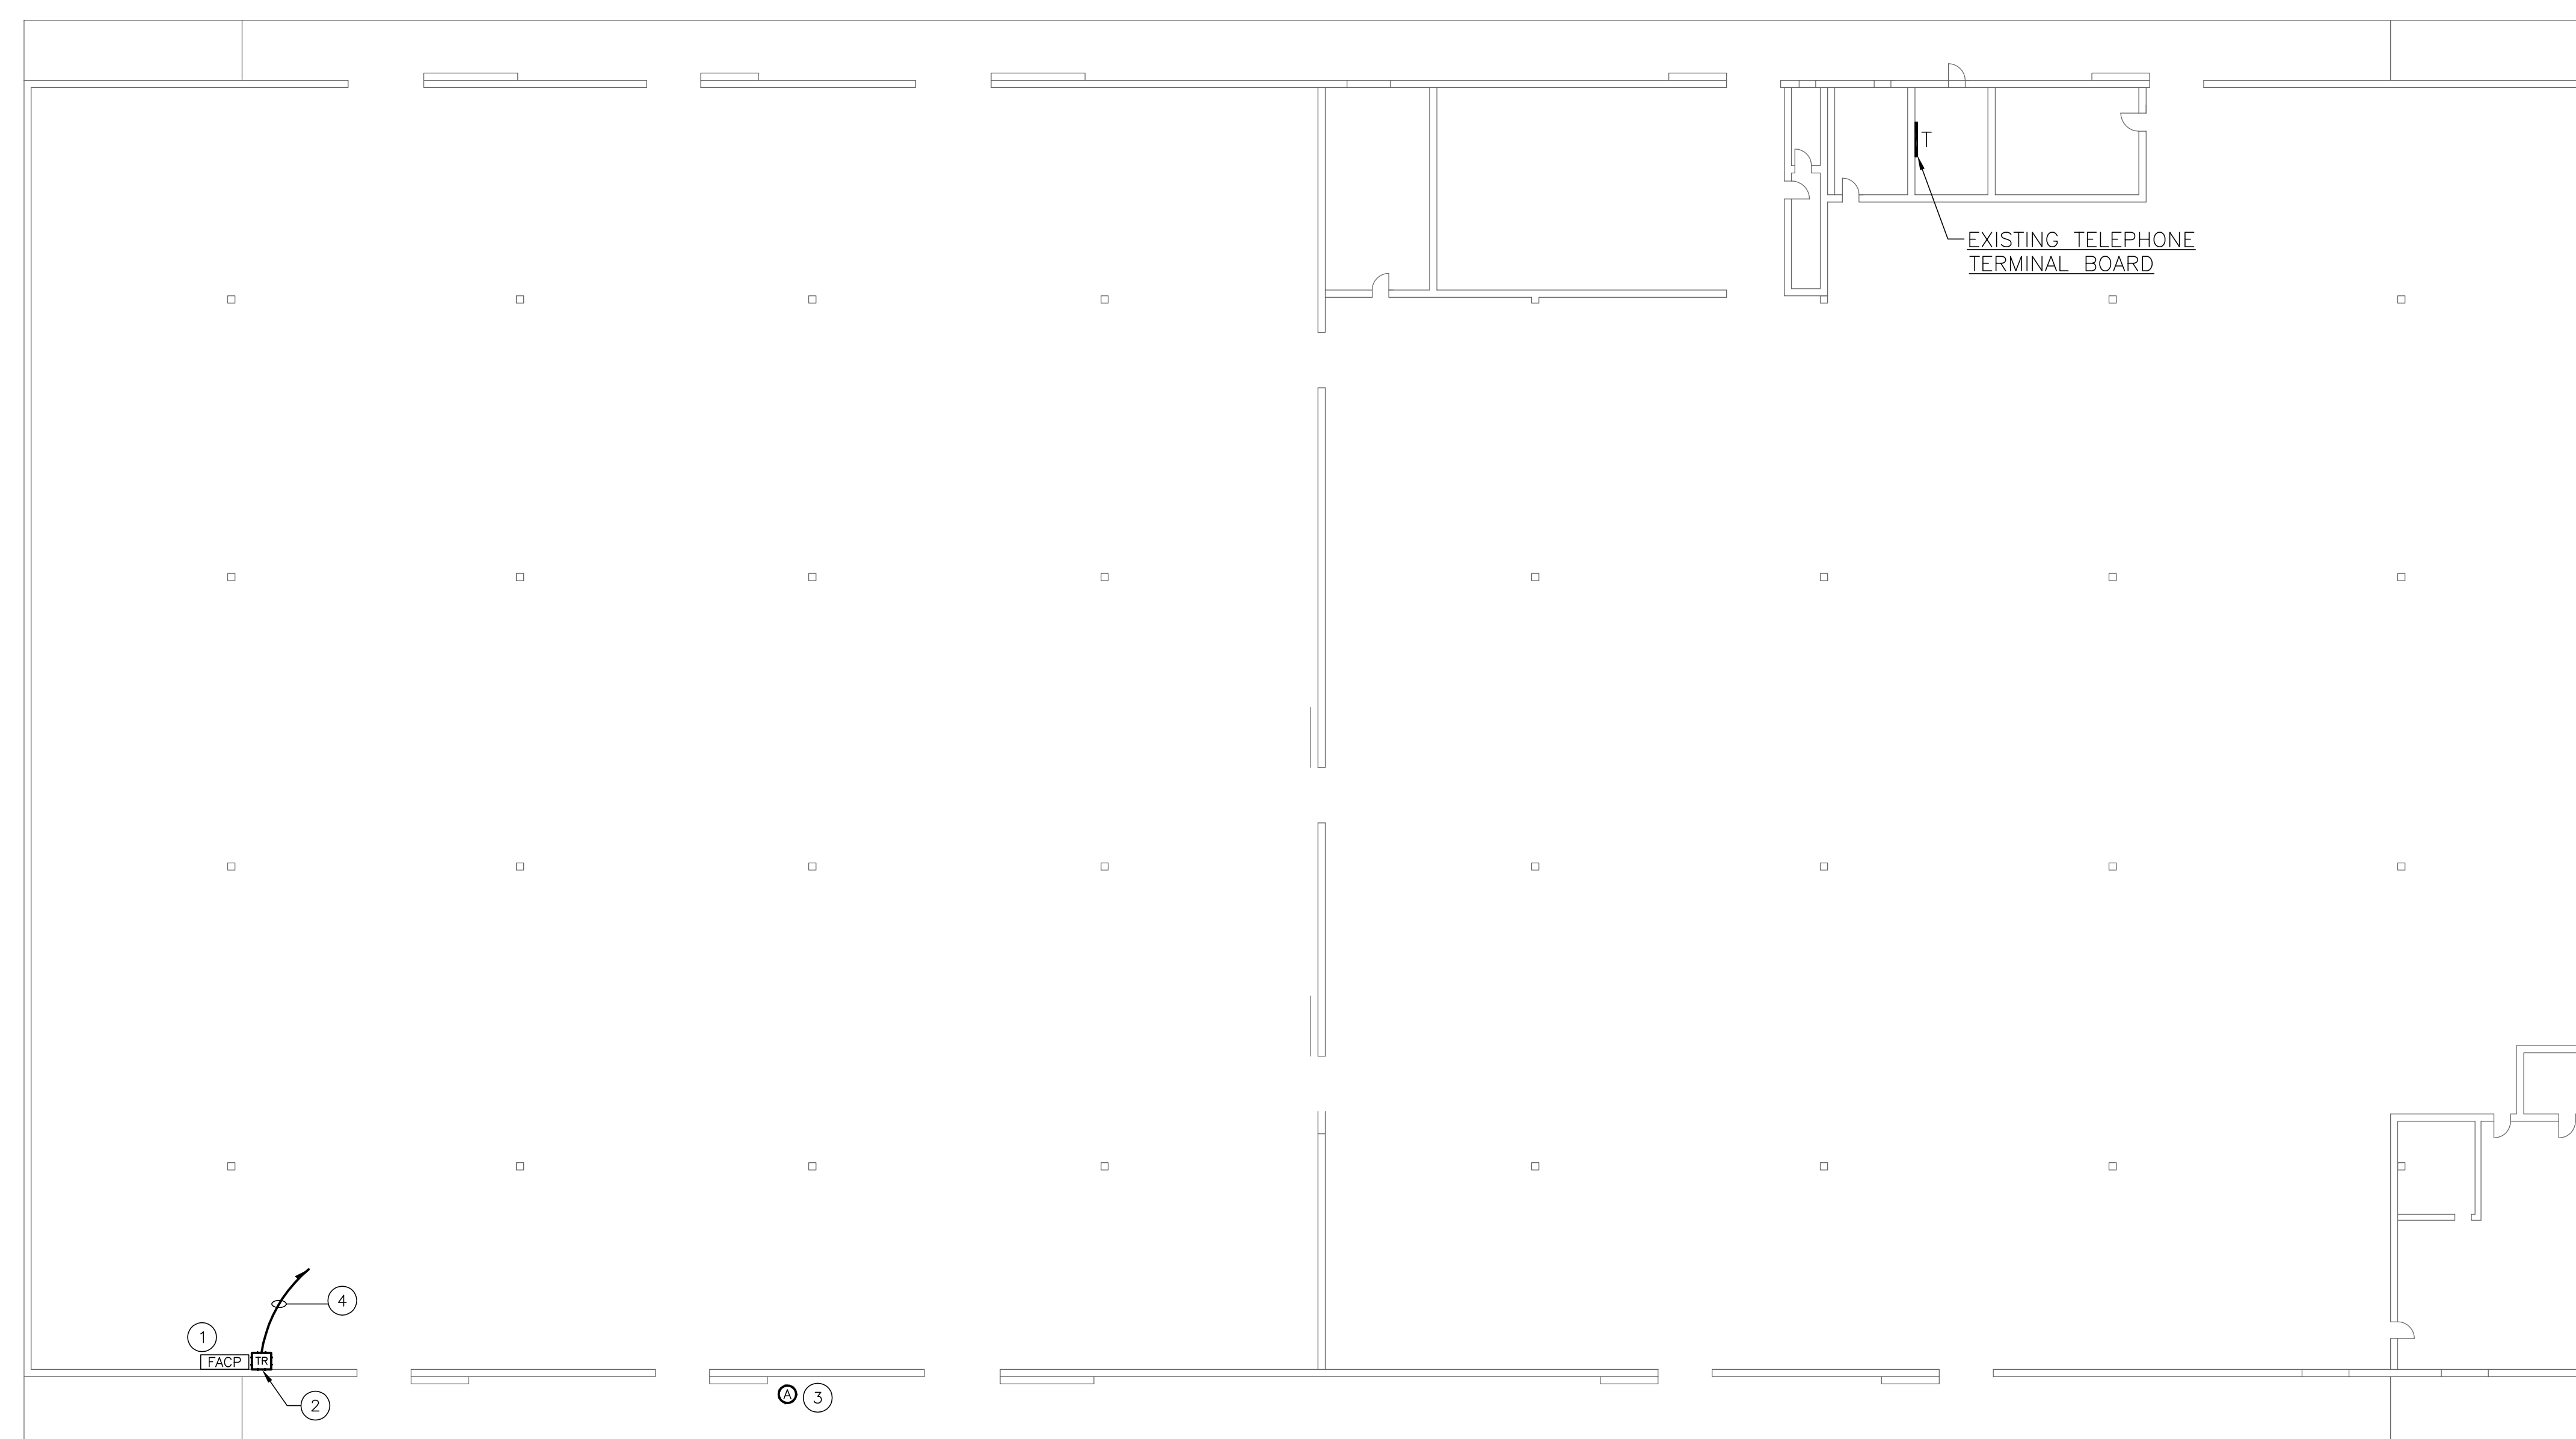 T
EXISTING TELEPHONE
TERMINAL BOARD
4
1
FACP
TR
2
A
3